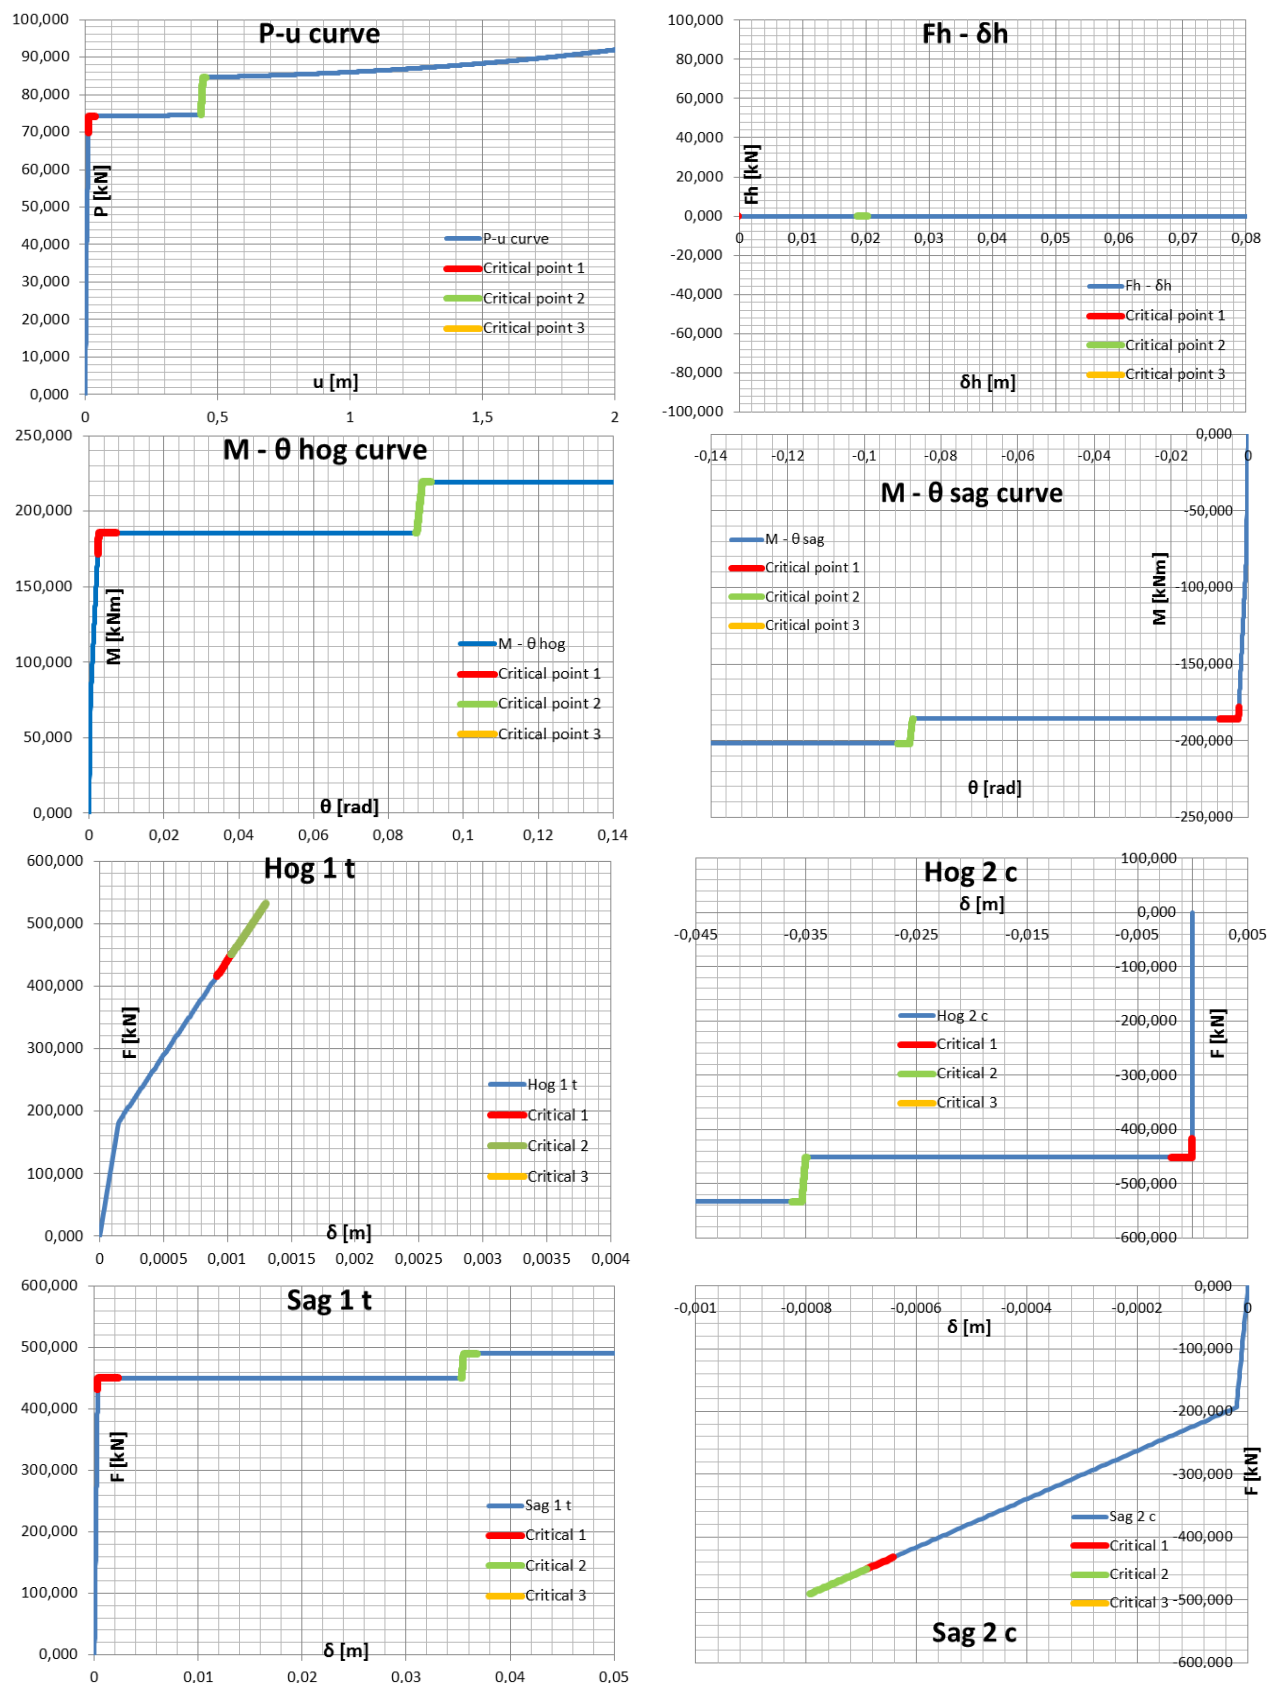 P-u curve
100,000
90,000
80,000
70,000
60,000
50,000
40,000
30,000
20,000
10,000
0,000
P [kN]
P-u curve
Critical point 1
Critical point 2
Critical point 3
u [m]
0 0,5 1 1,5 2
Fh - δh
100,000
80,000
60,000
40,000
20,000
0,000
-20,000
-40,000
-60,000
-80,000
-100,000
Fh [kN]
0 0,01 0,02 0,03 0,04 0,05 0,06 0,07 0,08
Fh - δh
Critical point 1
Critical point 2
Critical point 3
δh [m]
M - θ hog curve
250,000
200,000
150,000
100,000
50,000
0,000
M [kNm]
M - θ hog
Critical point 1
Critical point 2
Critical point 3
θ [rad]
0 0,02 0,04 0,06 0,08 0,1 0,12 0,14
0,000
-0,14 -0,12 -0,1 -0,08 -0,06 -0,04 -0,02 0
M - θ sag curve
-50,000
-100,000
-150,000
-200,000
-250,000
M [kNm]
M - θ sag
Critical point 1
Critical point 2
Critical point 3
θ [rad]
Hog 1 t
600,000
500,000
400,000
300,000
200,000
100,000
0,000
F [kN]
Hog 1 t
Critical 1
Critical 2
Critical 3
δ [m]
0 0,0005 0,001 0,0015 0,002 0,0025 0,003 0,0035 0,004
Hog 2 c
δ [m]
100,000
0,000
-0,045 -0,035 -0,025 -0,015 -0,005 0,005
-100,000
-200,000
-300,000
-400,000
-500,000
-600,000
F [kN]
Hog 2 c
Critical 1
Critical 2
Critical 3
Sag 1 t
600,000
500,000
400,000
300,000
200,000
100,000
0,000
F [kN]
Sag 1 t
Critical 1
Critical 2
Critical 3
δ [m]
0 0,01 0,02 0,03 0,04 0,05
0,000
-0,001 -0,0008 -0,0006 -0,0004 -0,0002 0
δ [m]
-100,000
-200,000
-300,000
-400,000
-500,000
-600,000
F [kN]
Sag 2 c
Critical 1
Critical 2
Critical 3
Sag 2 c